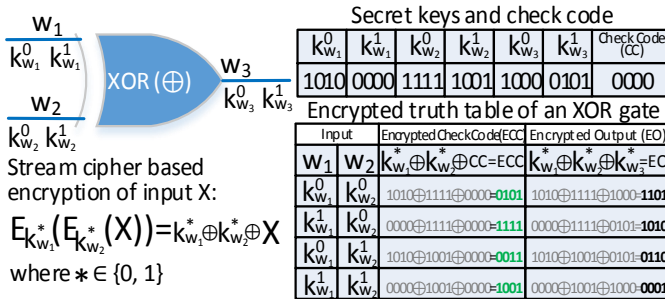 w₁
k⁰w₁ k¹w₁
XOR (⊕)
w₃
k⁰w₃ k¹w₃
w₂
k⁰w₂ k¹w₂
Stream cipher based
encryption of input X:
E_k*w₁(E_k*w₂(X))=k*w₁⊕k*w₂⊕X
where * ∈ {0, 1}
Secret keys and check code
k⁰w₁ k¹w₁ k⁰w₂ k¹w₂ k⁰w₃ k¹w₃ Check Code (CC)
1010 0000 1111 1001 1000 0101 0000
Encrypted truth table of an XOR gate
Input Encrypted CheckCode(ECC) Encrypted Output (EO)
w₁ w₂ k*w₁⊕k*w₂⊕CC=ECC k*w₁⊕k*w₂⊕k*w₃=EO
k⁰w₁ k⁰w₂ 1010⊕1111⊕0000=0101 1010⊕1111⊕1000=1101
k¹w₁ k⁰w₂ 0000⊕1111⊕0000=1111 0000⊕1111⊕0101=1010
k⁰w₁ k¹w₂ 1010⊕1001⊕0000=0011 1010⊕1001⊕0101=0110
k¹w₁ k¹w₂ 0000⊕1001⊕0000=1001 0000⊕1001⊕1000=0001